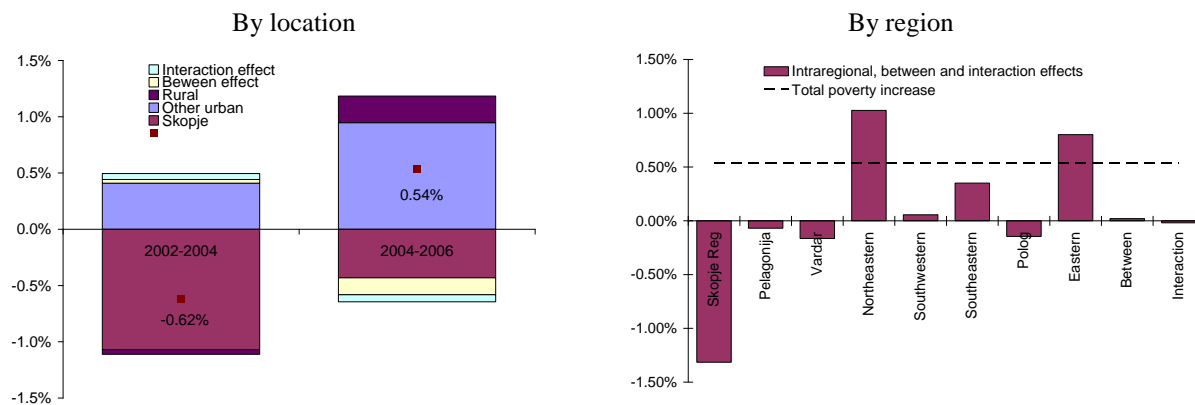 By location
1.5%
1.0%
0.5%
0.0%
-0.5%
-1.0%
-1.5%
Interaction effect
Beween effect
Rural
Other urban
Skopje
2002-2004
2004-2006
-0.62%
0.54%
By region
1.50%
1.00%
0.50%
0.00%
-0.50%
-1.00%
-1.50%
Intraregional, between and interaction effects
Total poverty increase
Skopje Reg
Pelagonija
Vardar
Northeastern
Southwestern
Southeastern
Polog
Eastern
Between
Interaction